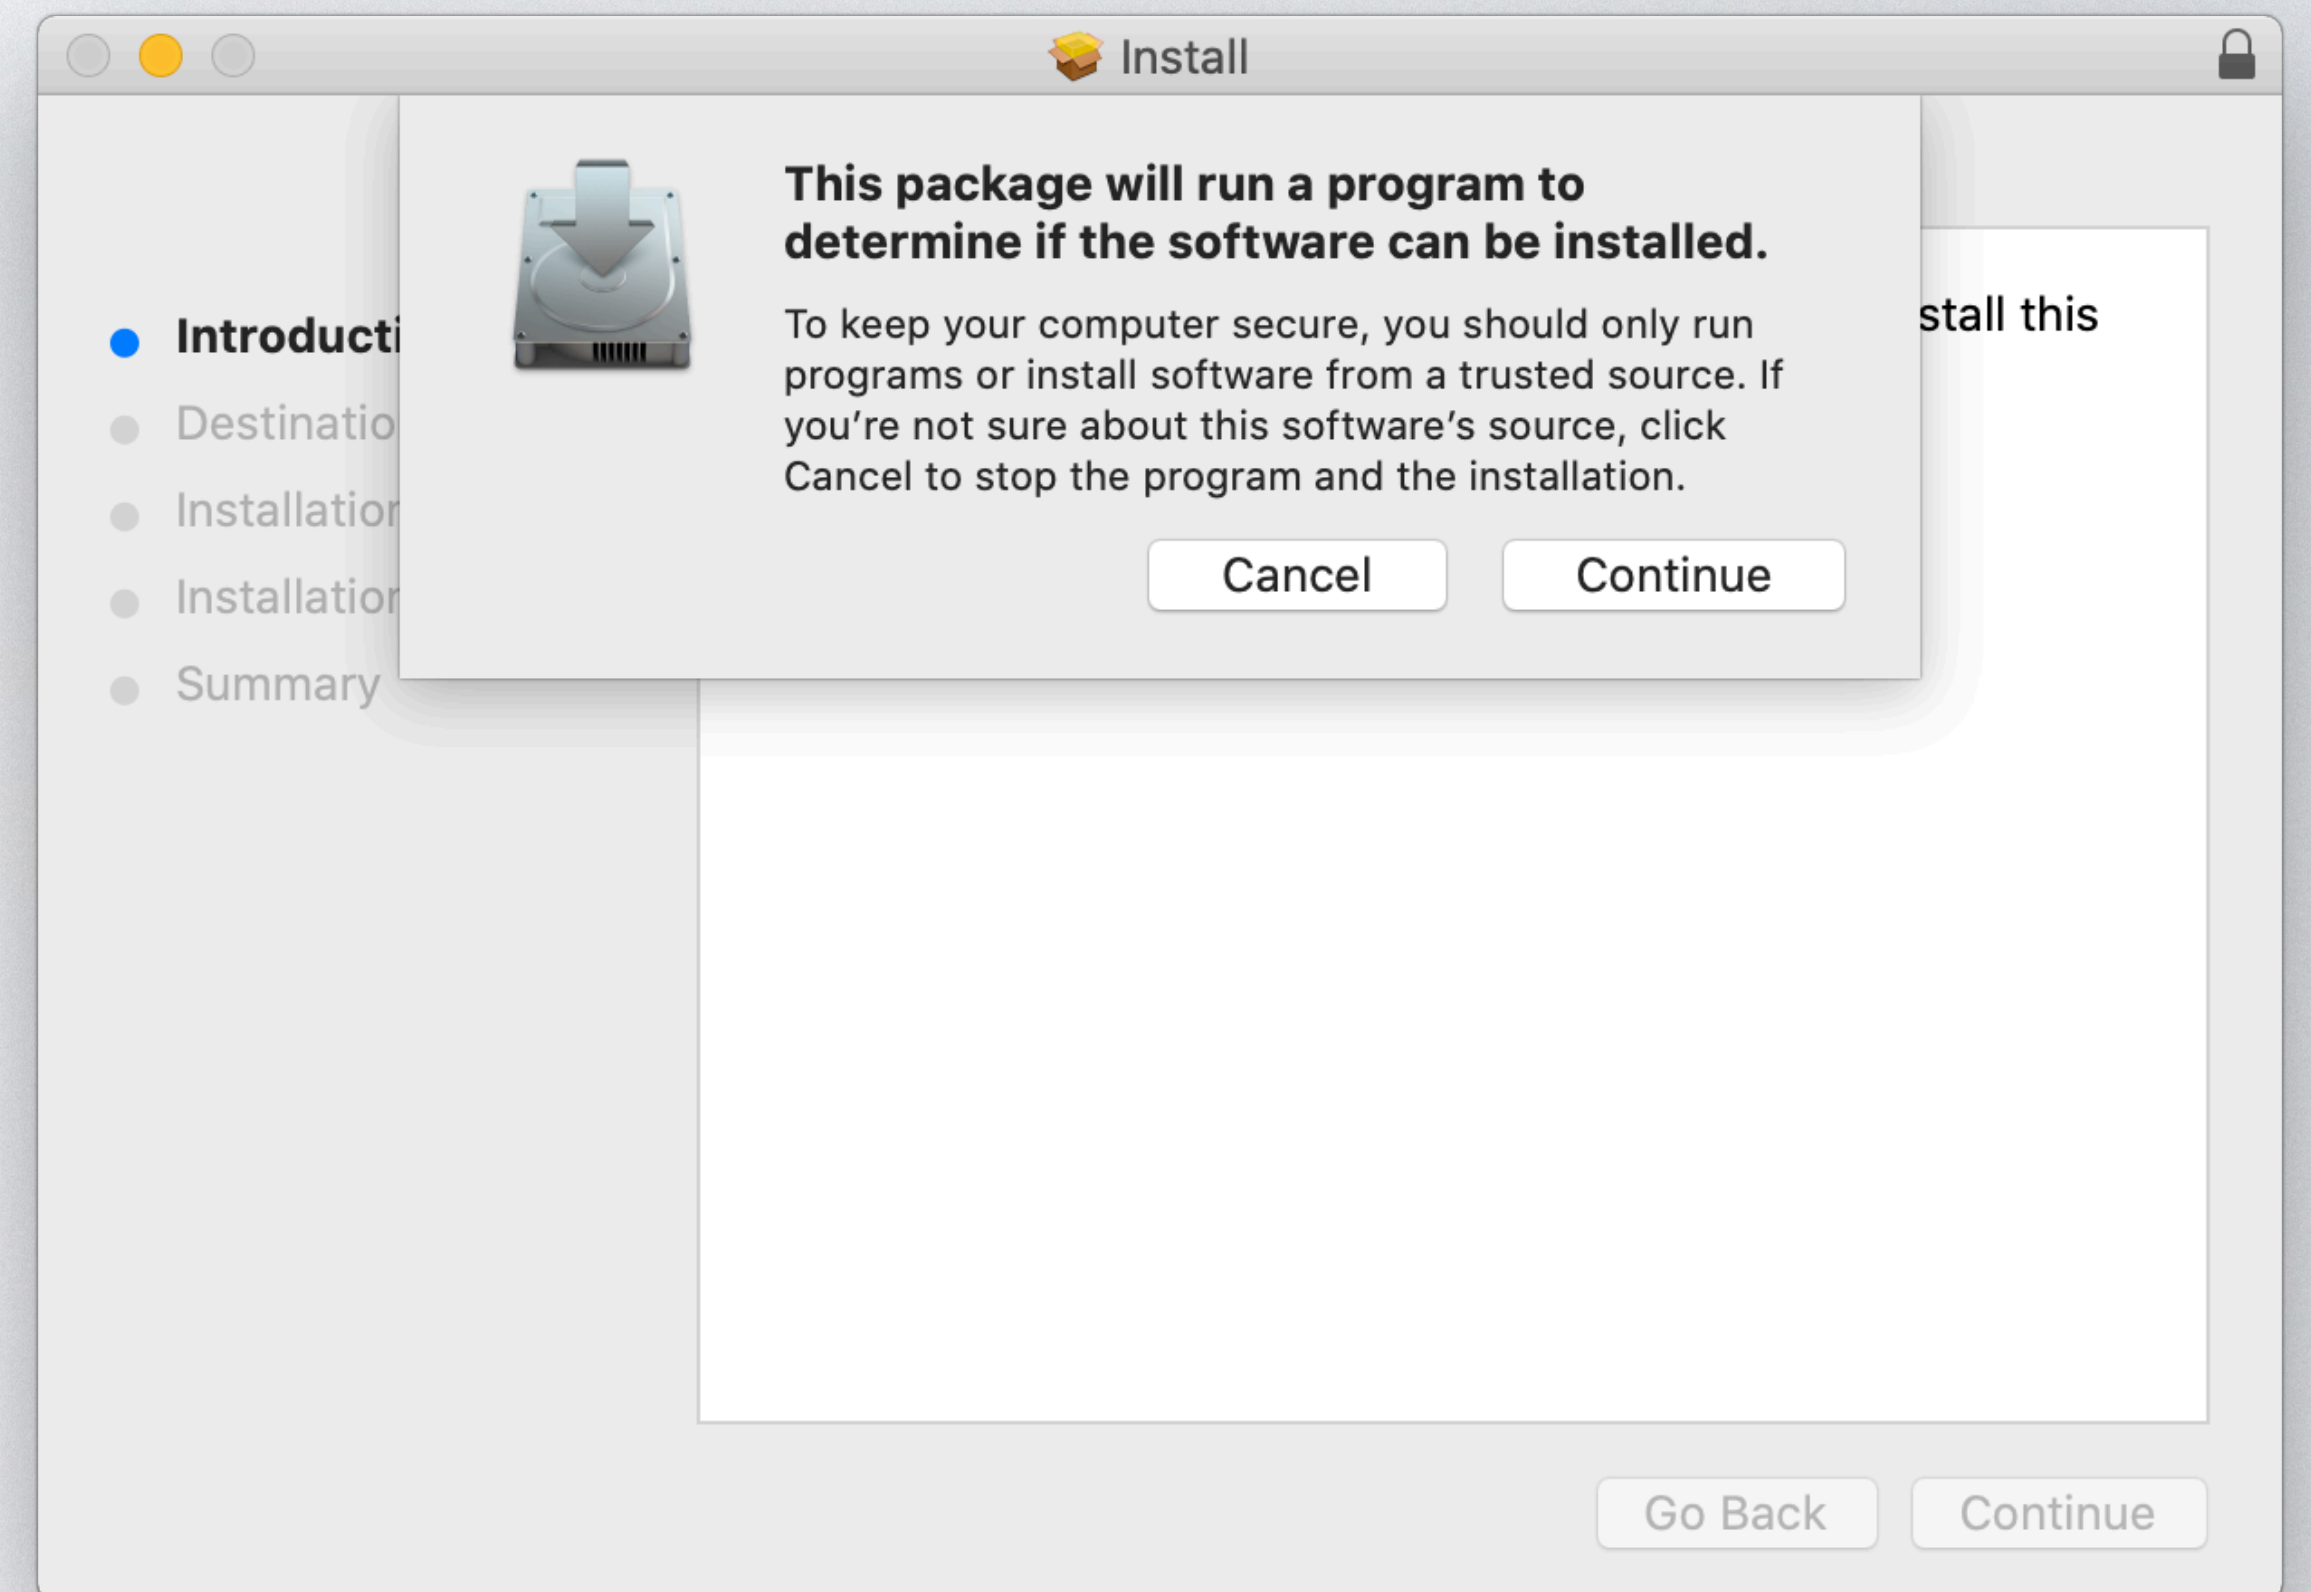 Install
This package will run a program to
determine if the software can be installed.
To keep your computer secure, you should only run
programs or install software from a trusted source. If
you’re not sure about this software’s source, click
Cancel to stop the program and the installation.
Cancel
Continue
stall this
Introducti
Destinatio
Installation
Installation
Summary
Go Back
Continue